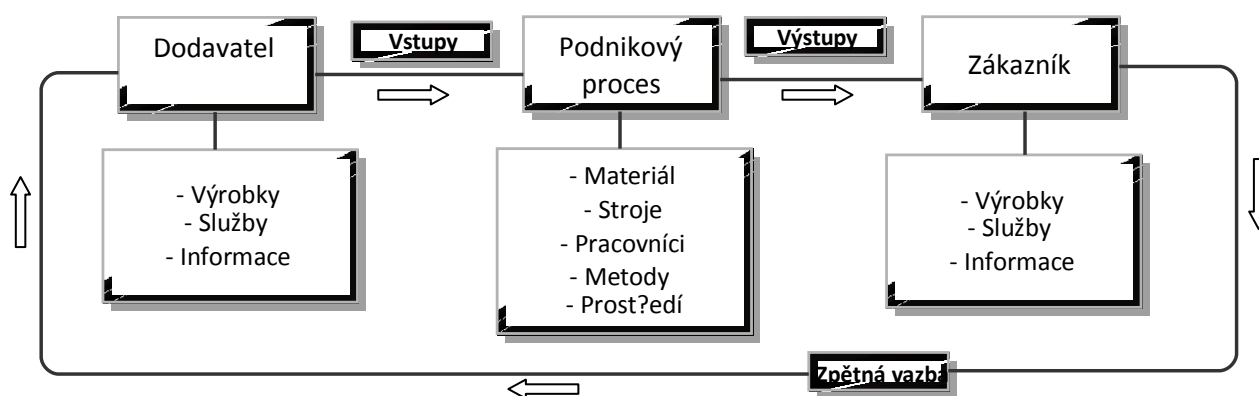 Dodavatel
Vstupy
Podnikový
proces
Výstupy
Zákazník
- Výrobky
- Služby
- Informace
- Materiál
- Stroje
- Pracovníci
- Metody
- Prost?edí
- Výrobky
- Služby
- Informace
Zpětná vazba